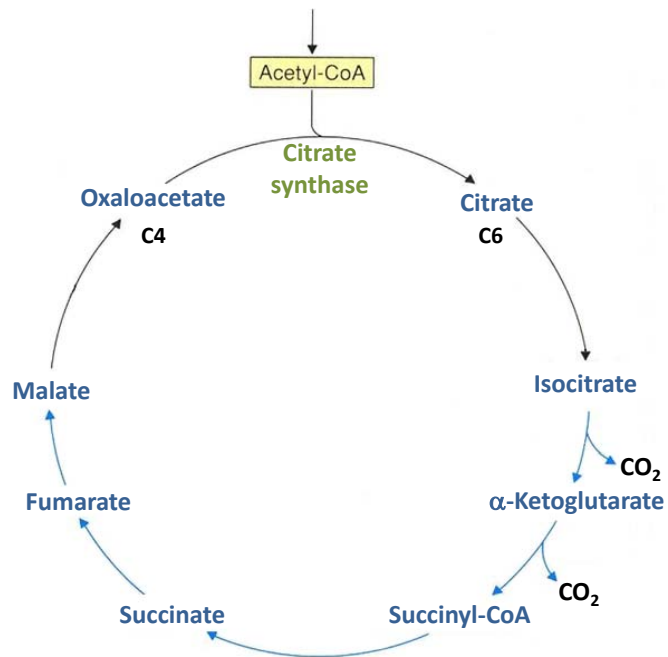 Acetyl-CoA
Citrate
synthase
Oxaloacetate
C4
Citrate
C6
Isocitrate
CO₂
α-Ketoglutarate
CO₂
Succinyl-CoA
Succinate
Fumarate
Malate